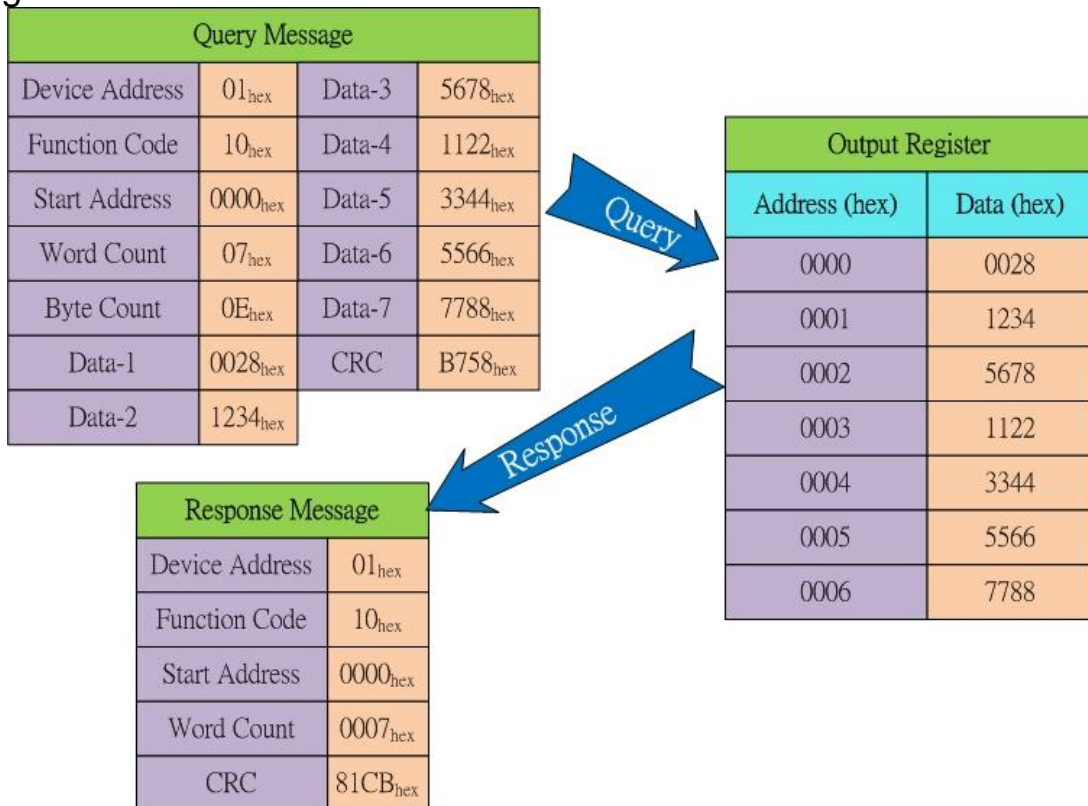 g
Query Message
Device Address 01hex Data-3 5678hex
Function Code 10hex Data-4 1122hex
Start Address 0000hex Data-5 3344hex
Word Count 07hex Data-6 5566hex
Byte Count 0Ehex Data-7 7788hex
Data-1 0028hex CRC B758hex
Data-2 1234hex
Query
Output Register
Address (hex) Data (hex)
0000 0028
0001 1234
0002 5678
0003 1122
0004 3344
0005 5566
0006 7788
Response
Response Message
Device Address 01hex
Function Code 10hex
Start Address 0000hex
Word Count 0007hex
CRC 81CBhex